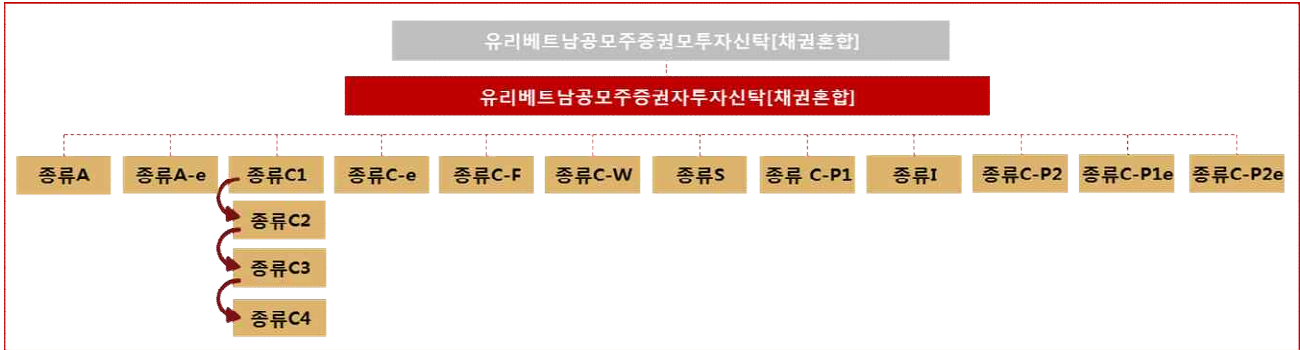 유리베트남공모주증권모투자신탁[채권혼합]
유리베트남공모주증권자투자신탁[채권혼합]
종류A
종류A-e
종류C1
종류C-e
종류C-F
종류C-W
종류S
종류 C-P1
종류I
종류C-P2
종류C-P1e
종류C-P2e
종류C2
종류C3
종류C4